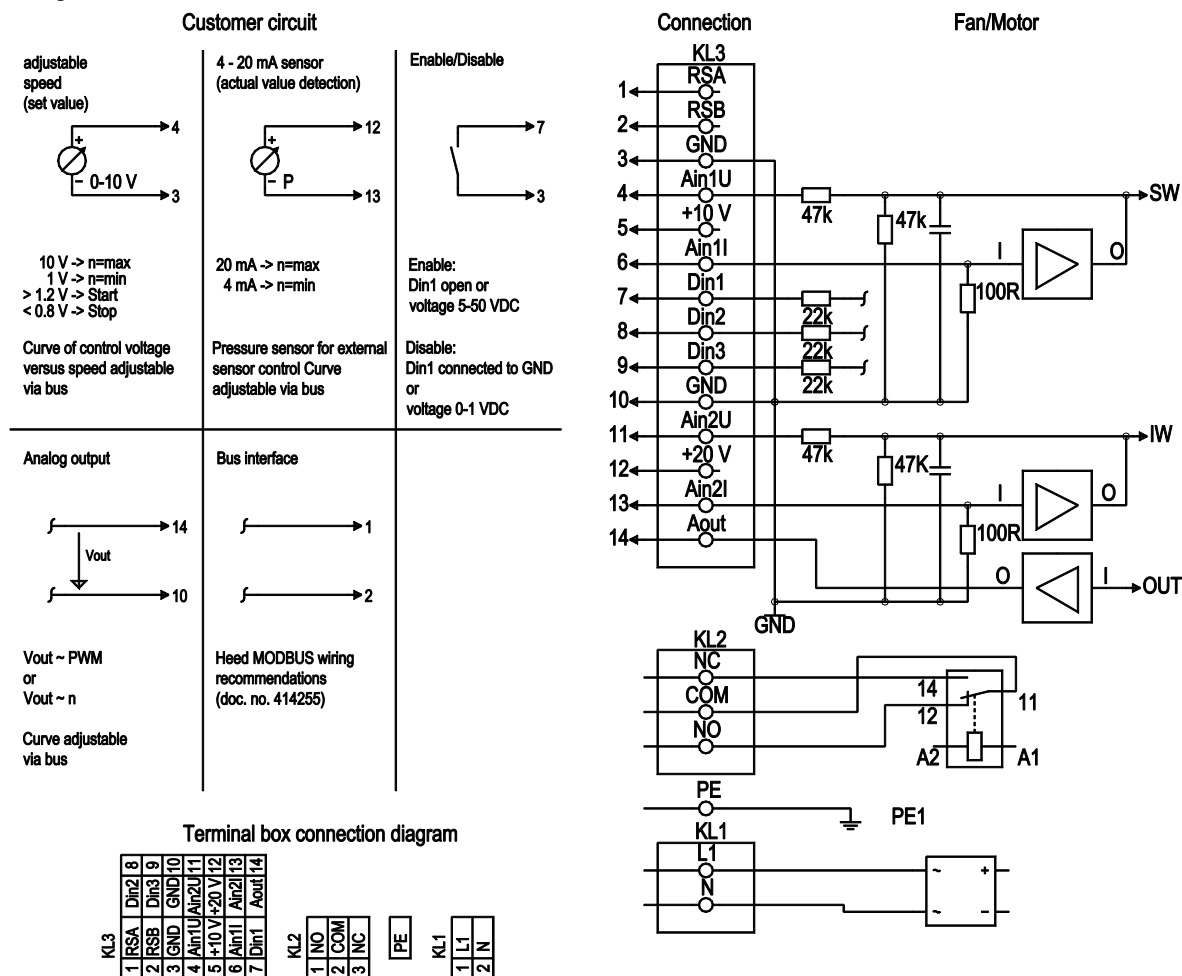 Customer circuit
adjustable
speed
(set value)
+
- 0-10 V
4
3
10 V -> n=max
1 V -> n=min
> 1.2 V -> Start
< 0.8 V -> Stop
Curve of control voltage
versus speed adjustable
via bus
4 - 20 mA sensor
(actual value detection)
+
- P
12
13
20 mA -> n=max
4 mA -> n=min
Pressure sensor for external
sensor control Curve
adjustable via bus
Enable/Disable
7
3
Enable:
Din1 open or
voltage 5-50 VDC
Disable:
Din1 connected to GND
or
voltage 0-1 VDC
Analog output
14
Vout
10
Vout ~ PWM
or
Vout ~ n
Curve adjustable
via bus
Bus interface
1
2
Heed MODBUS wiring
recommendations
(doc. no. 414255)
Connection
Fan/Motor
KL3
1 RSA
2 RSB
3 GND
4 Ain1U 47k 47k SW
5 +10 V
6 Ain1I I O 100R
7 Din1 22k
8 Din2 22k
9 Din3 22k
10 GND
11 Ain2U 47k 47K IW
12 +20 V
13 Ain2I I O 100R
14 Aout O I OUT
GND
KL2
NC 14
COM 11
NO 12
A2 A1
PE PE1
KL1
L1 ~ +
N ~ -
Terminal box connection diagram
KL3
1 RSA Din2 8
2 RSB Din3 9
3 GND GND 10
4 Ain1U Ain2U 11
5 +10 V +20 V 12
6 Ain1I Ain2I 13
7 Din1 Aout 14
KL2
1 NO
2 COM
3 NC
PE
KL1
1 L1
2 N